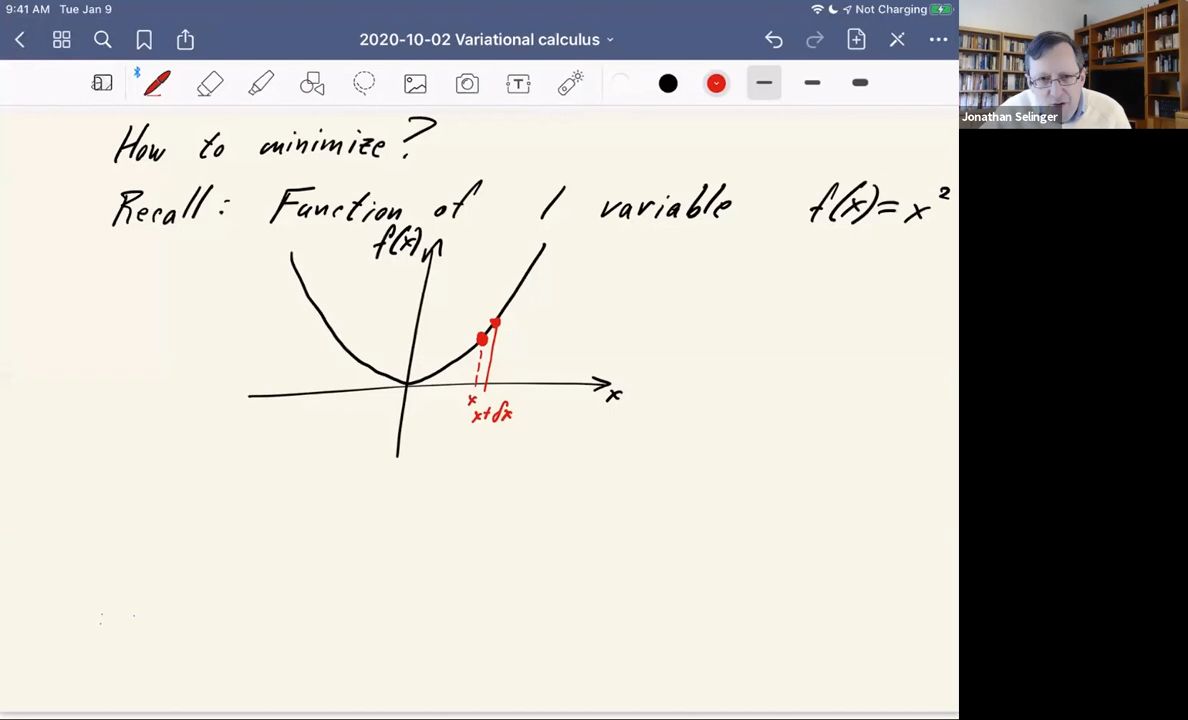 9:41 AM Tue Jan 9
Not Charging
2020-10-02 Variational calculus
T
Jonathan Selinger
How to minimize?
Recall: Function of 1 variable f(x)=x²
f(x)
x
x
x+δx